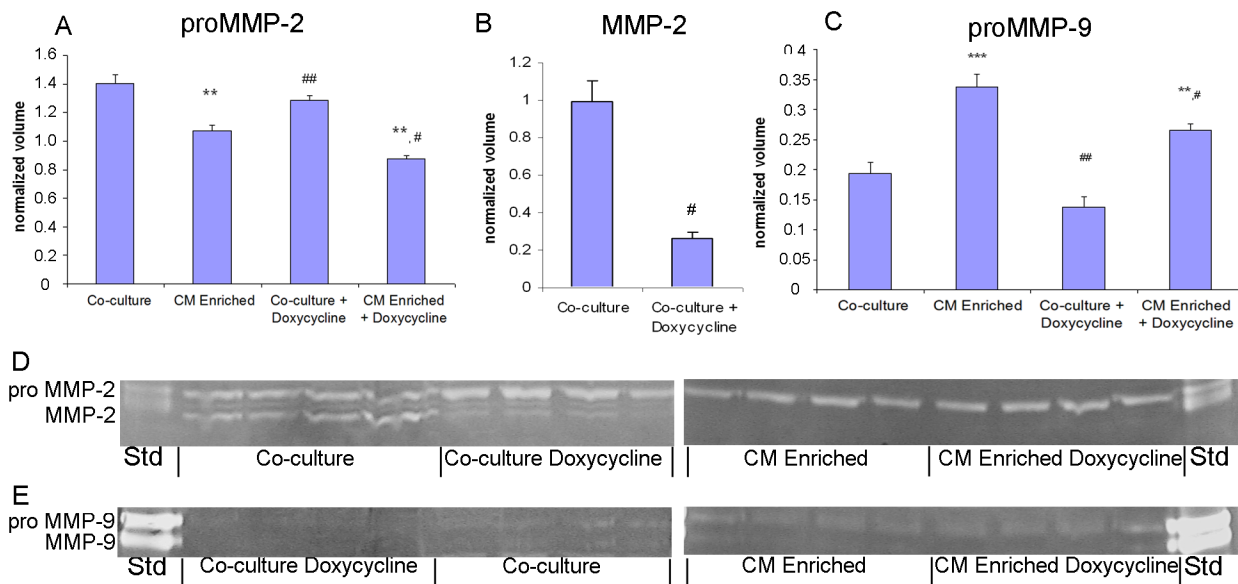 A
proMMP-2
normalized volume
1.6
1.4
1.2
1.0
0.8
0.6
0.4
0.2
0
**
##
**, #
Co-culture
CM Enriched
Co-culture + Doxycycline
CM Enriched + Doxycycline
B
MMP-2
normalized volume
1.2
1
0.8
0.6
0.4
0.2
0
#
Co-culture
Co-culture + Doxycycline
C
proMMP-9
normalized volume
0.4
0.35
0.3
0.25
0.2
0.15
0.1
0.05
0
***
##
**,#
Co-culture
CM Enriched
Co-culture + Doxycycline
CM Enriched + Doxycycline
D
pro MMP-2
MMP-2
Std
Co-culture
Co-culture Doxycycline
CM Enriched
CM Enriched Doxycycline
Std
E
pro MMP-9
MMP-9
Std
Co-culture Doxycycline
Co-culture
CM Enriched
CM Enriched Doxycycline
Std